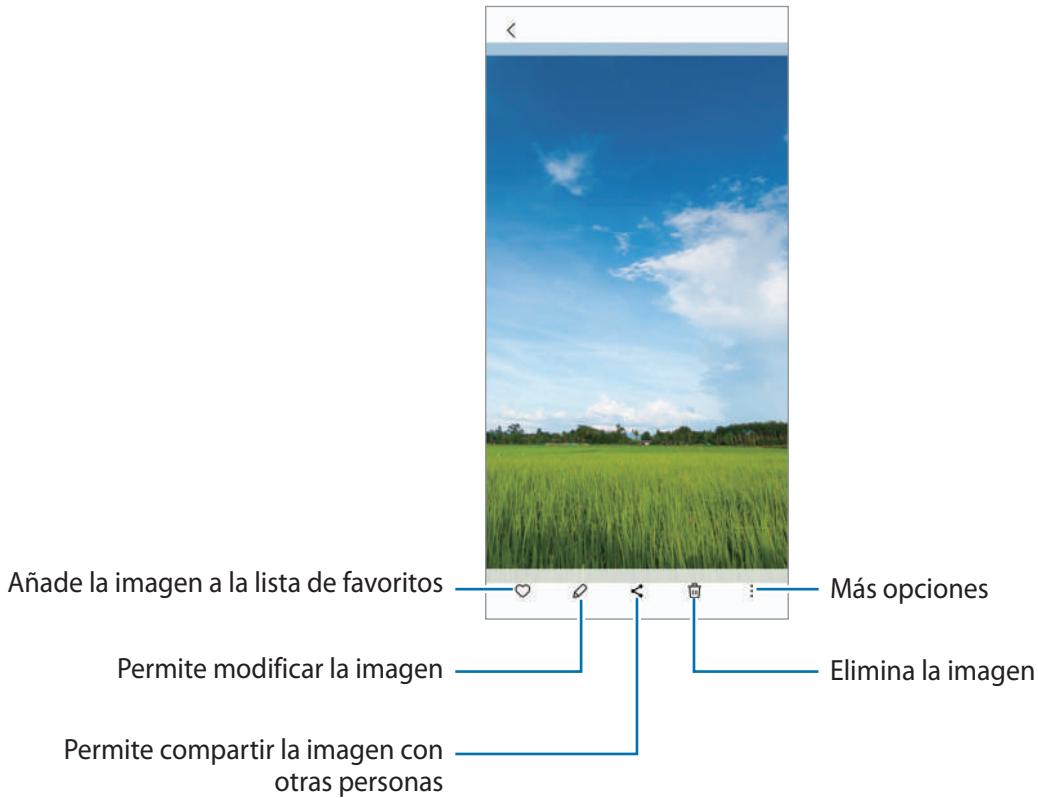 Añade la imagen a la lista de favoritos
Más opciones
Permite modificar la imagen
Elimina la imagen
Permite compartir la imagen con
otras personas